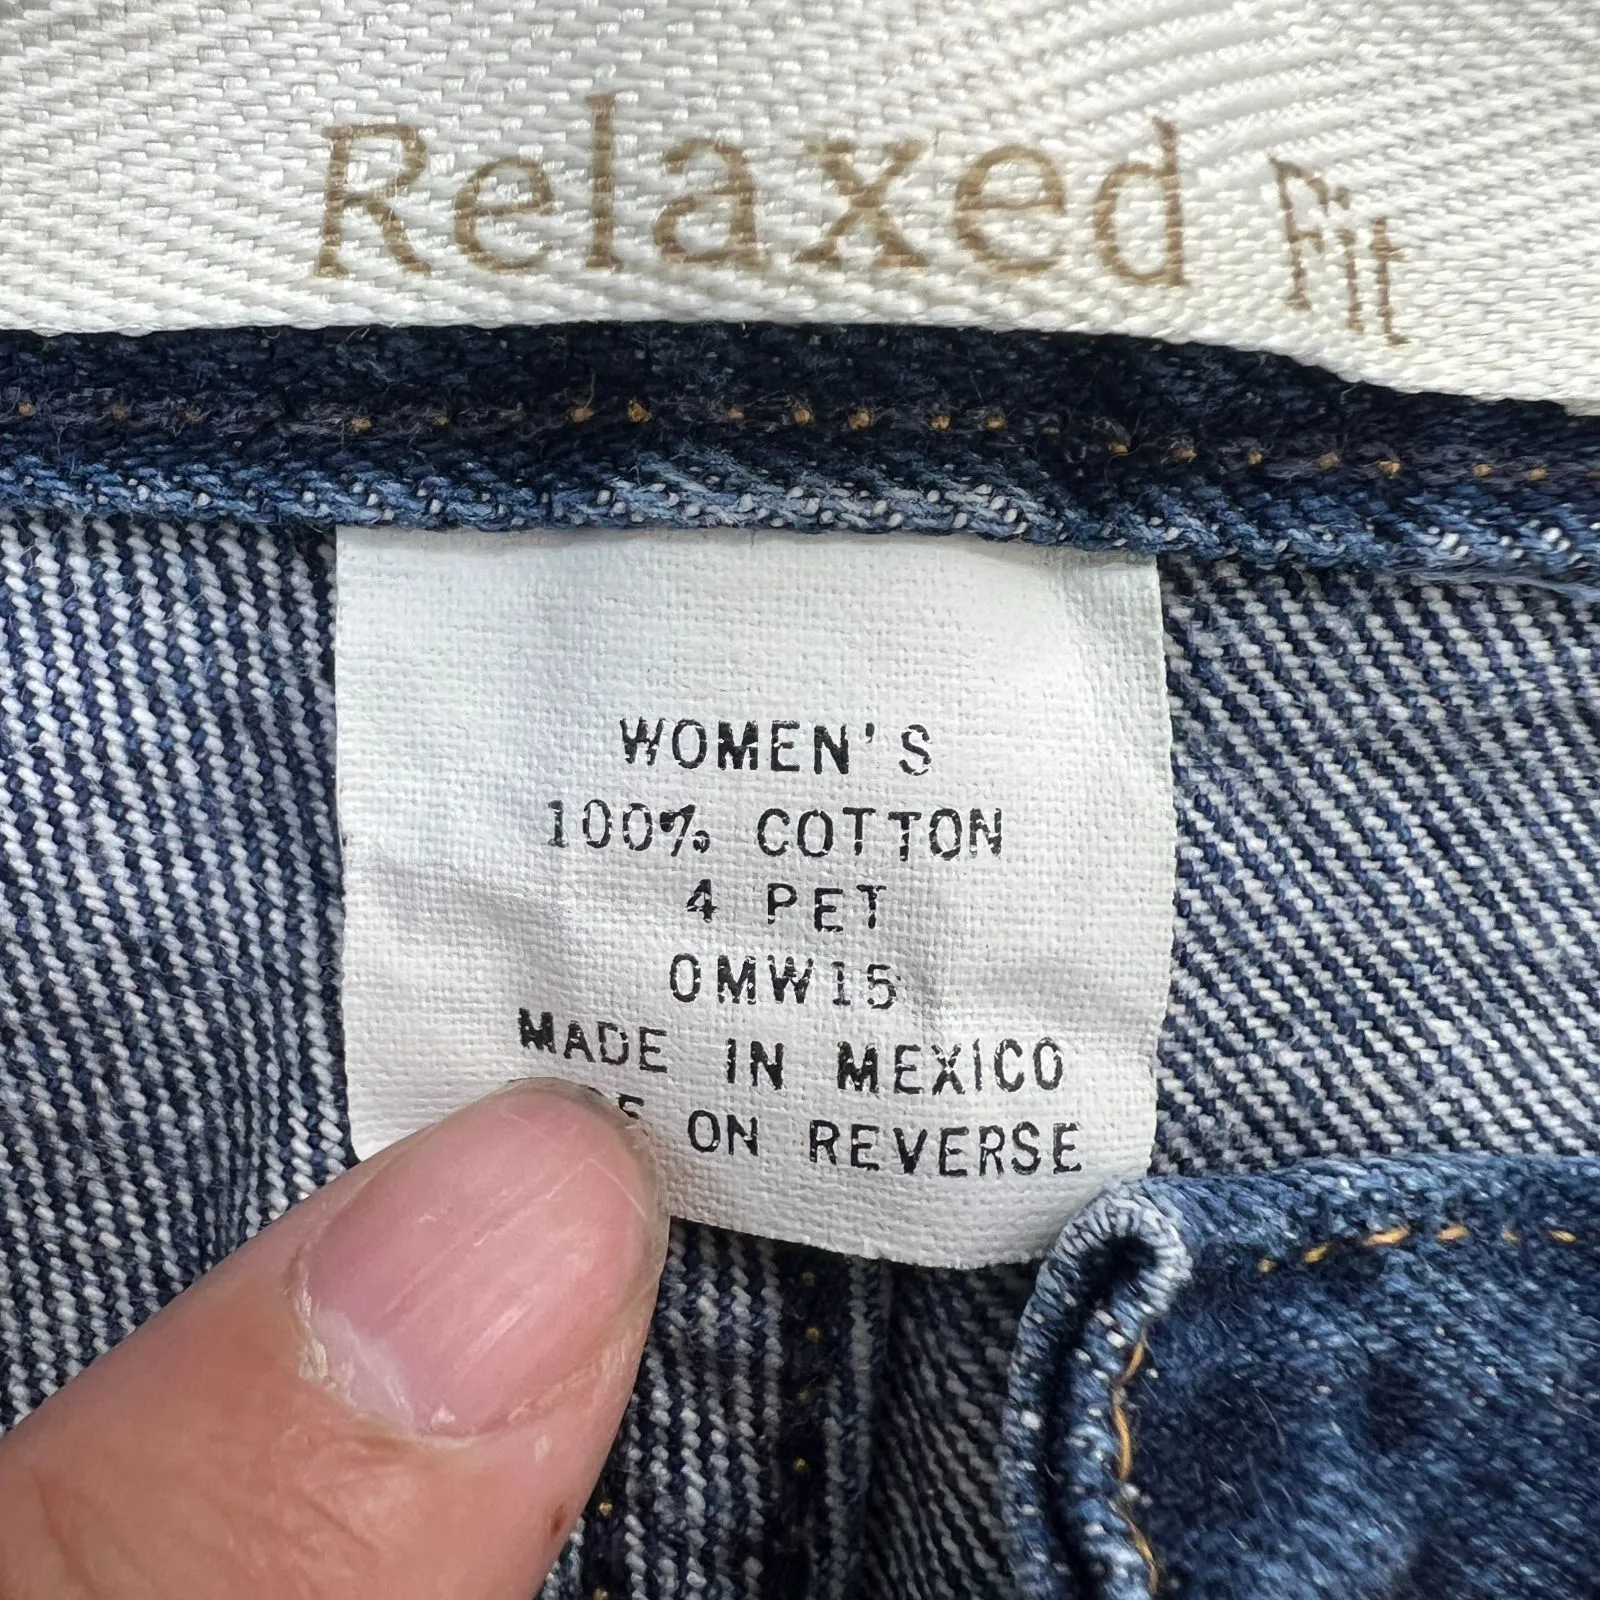 Relaxed Fit
WOMEN'S
100% COTTON
4 PET
OMW15
MADE IN MEXICO
ON REVERSE